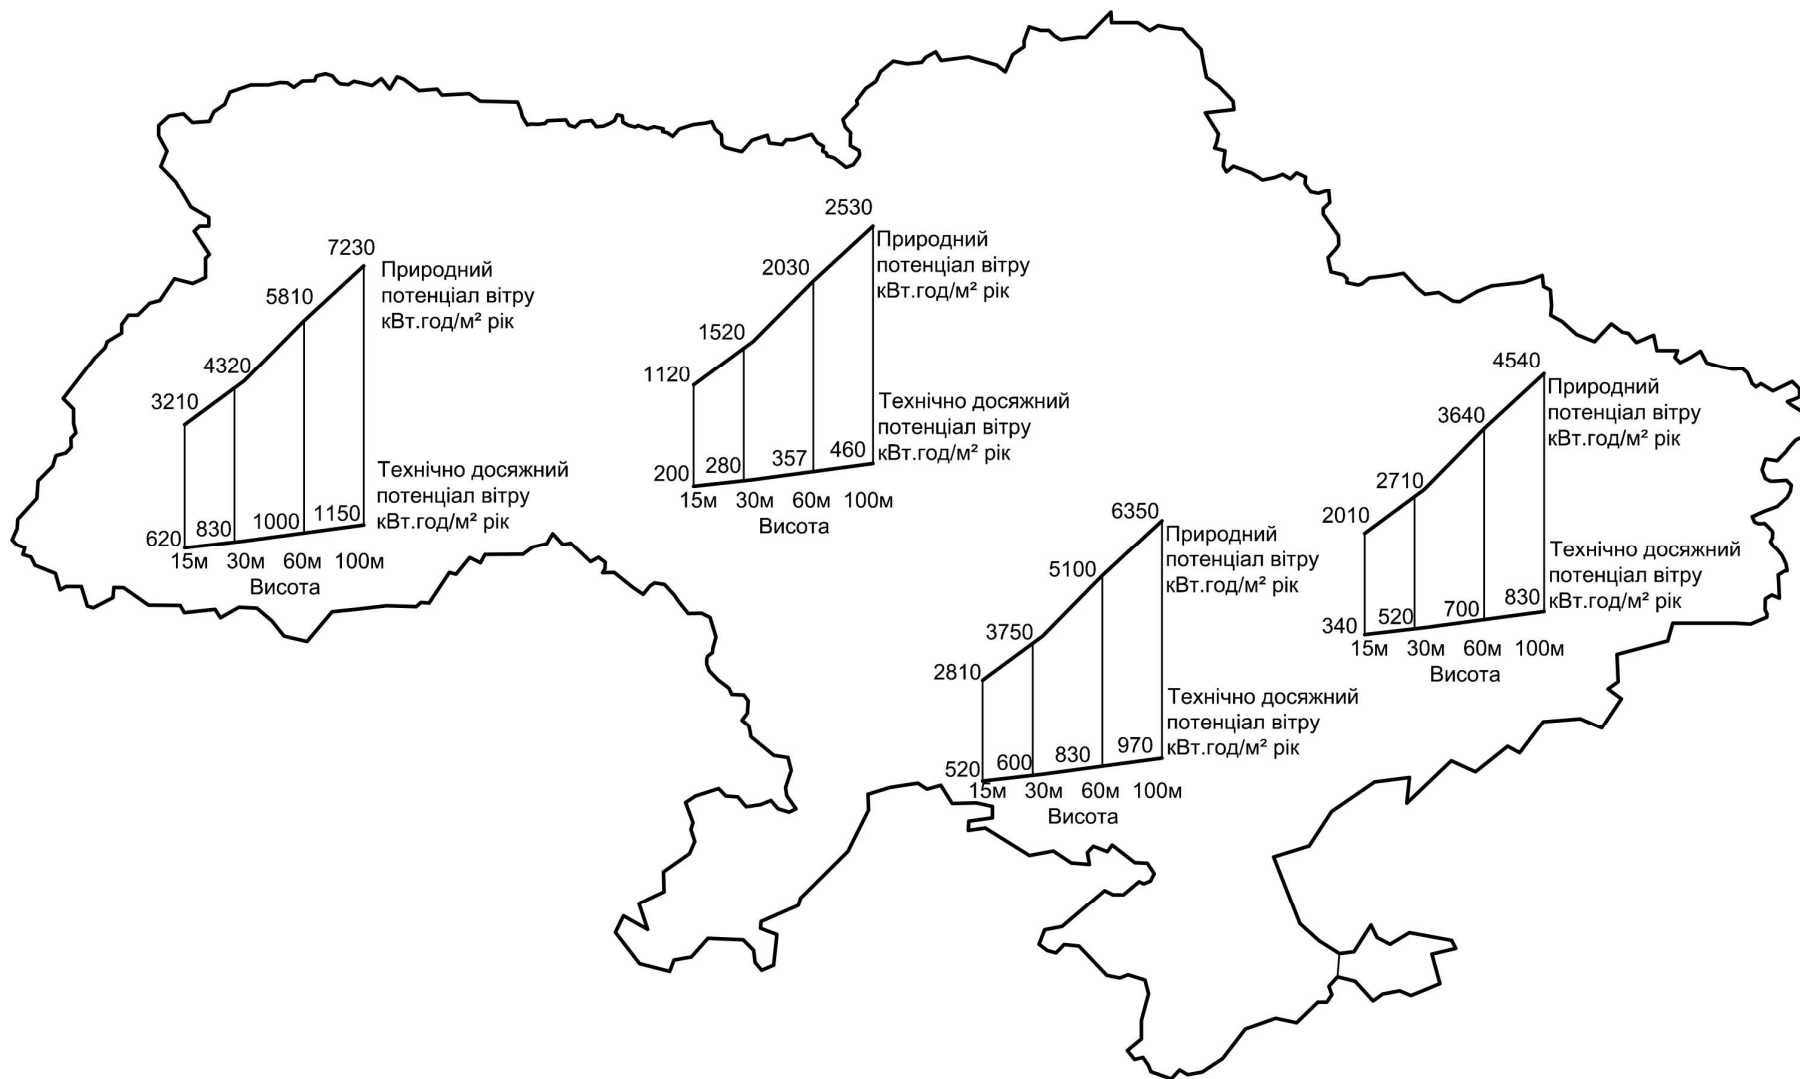 7230
5810
4320
3210
Природний
потенціал вітру
кВт.год/м² рік
Технічно досяжний
потенціал вітру
кВт.год/м² рік
620 830 1000 1150
15м 30м 60м 100м
Висота
2530
2030
1520
1120
Природний
потенціал вітру
кВт.год/м² рік
Технічно досяжний
потенціал вітру
кВт.год/м² рік
200 280 357 460
15м 30м 60м 100м
Висота
6350
5100
3750
2810
Природний
потенціал вітру
кВт.год/м² рік
Технічно досяжний
потенціал вітру
кВт.год/м² рік
520 600 830 970
15м 30м 60м 100м
Висота
4540
3640
2710
2010
Природний
потенціал вітру
кВт.год/м² рік
Технічно досяжний
потенціал вітру
кВт.год/м² рік
340 520 700 830
15м 30м 60м 100м
Висота